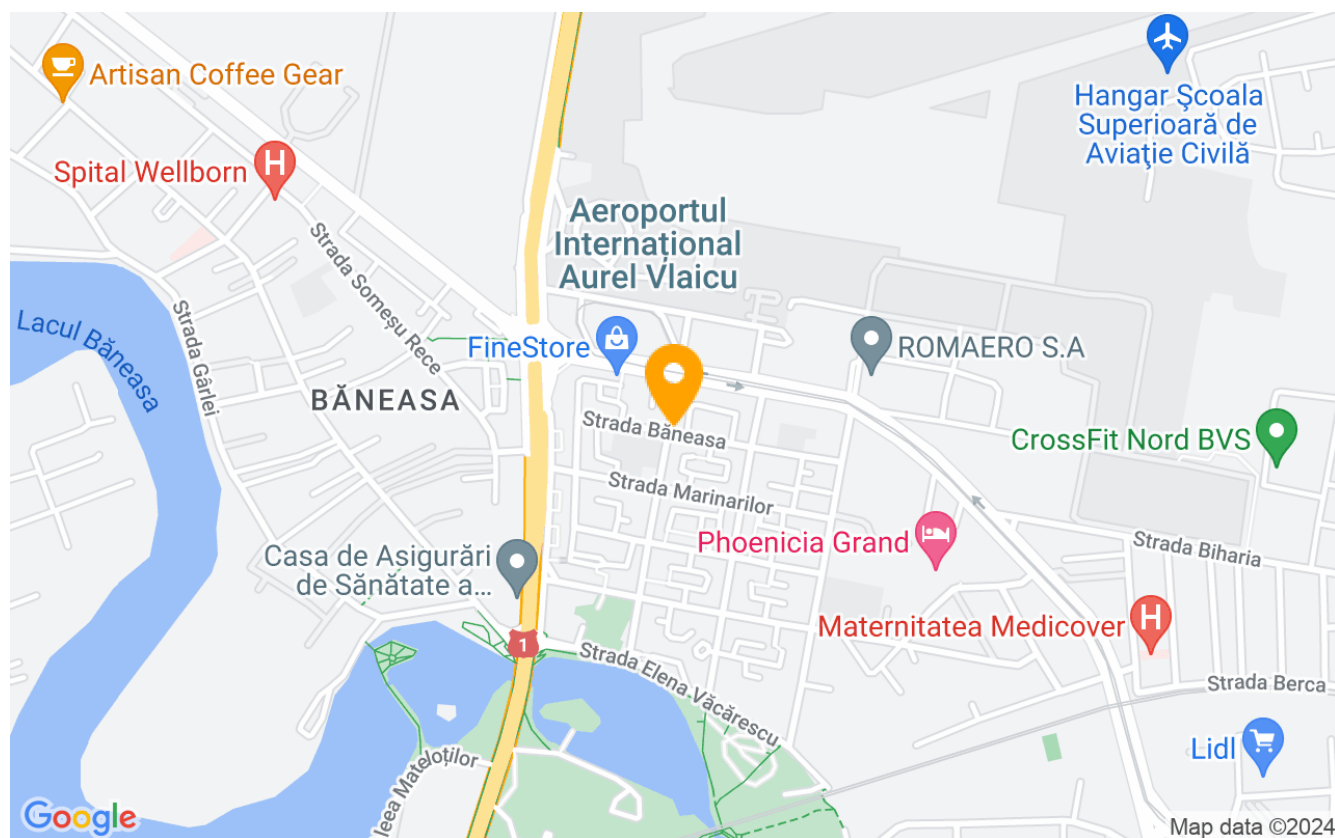 Artisan Coffee Gear
Hangar Şcoala
Superioară de
Aviaţie Civilă
Spital Wellborn
H
Aeroportul
Internațional
Aurel Vlaicu
Strada Someșu Rece
Lacul Băneasa
Strada Gârlei
FineStore
ROMAERO S.A
BĂNEASA
Strada Băneasa
CrossFit Nord BVS
Strada Marinarilor
Phoenicia Grand
Strada Biharia
Casa de Asigurări
de Sănătate a...
Maternitatea Medicover
H
1
Strada Elena Văcărescu
Strada Berca
Lidl
Aleea Mateloților
Google
Map data ©2024